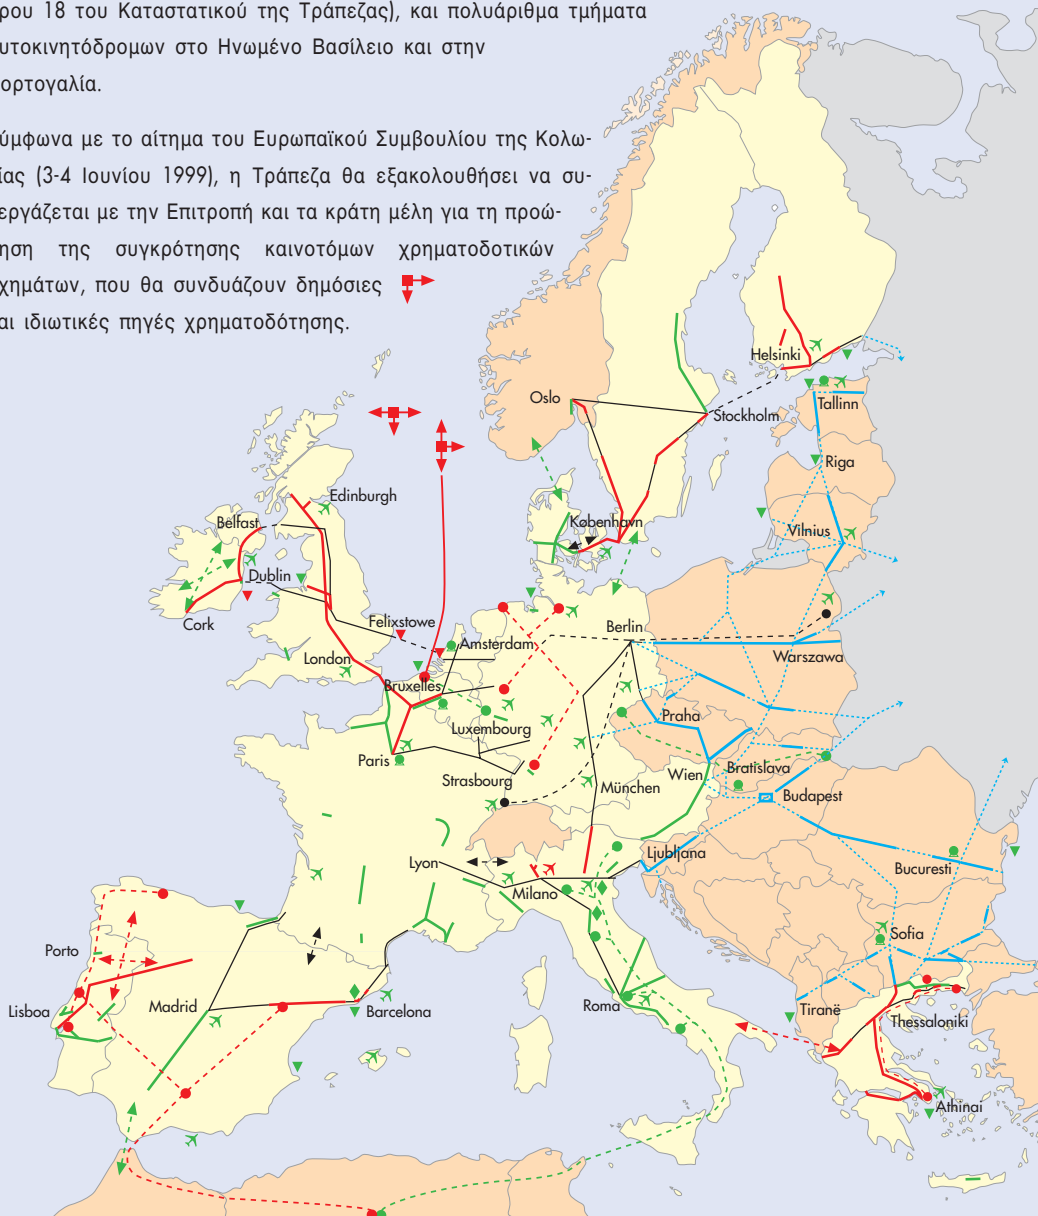 ρου 18 του Καταστατικού της Τράπεζας), και πολυάριθμα τμήματα
υτοκινητόδρομων στο Ηνωμένο Βασίλειο και στην
ορτογαλία.
ύμφωνα με το αίτημα του Ευρωπαϊκού Συμβουλίου της Κολω-
ίας (3-4 Ιουνίου 1999), η Τράπεζα θα εξακολουθήσει να συ-
εργάζεται με την Επιτροπή και τα κράτη μέλη για τη προώ-
ηση της συγκρότησης καινοτόμων χρηματοδοτικών
χημάτων, που θα συνδυάζουν δημόσιες
αι ιδιωτικές πηγές χρηματοδότησης.
Helsinki
Oslo
Stockholm
Tallinn
Riga
Edinburgh
Belfast
København
Vilnius
Dublin
Cork
Felixstowe
Berlin
Amsterdam
London
Warszawa
Bruxelles
Praha
Luxembourg
Paris
Strasbourg
Wien
Bratislava
München
Budapest
Lyon
Ljubljana
Milano
Bucuresti
Porto
Sofia
Lisboa
Madrid
Barcelona
Roma
Tiranë
Thessaloniki
Athinai